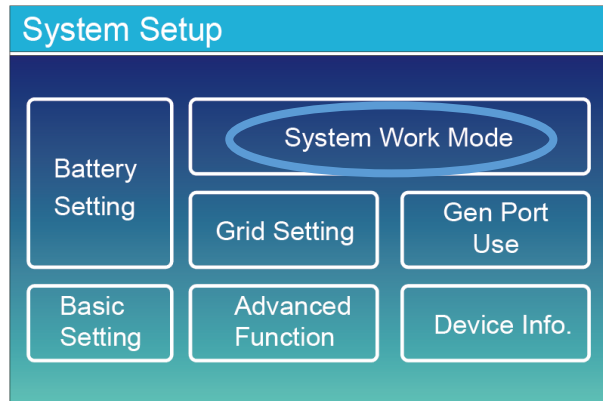 System Setup
Battery
Setting
System Work Mode
Grid Setting
Gen Port
Use
Basic
Setting
Advanced
Function
Device Info.